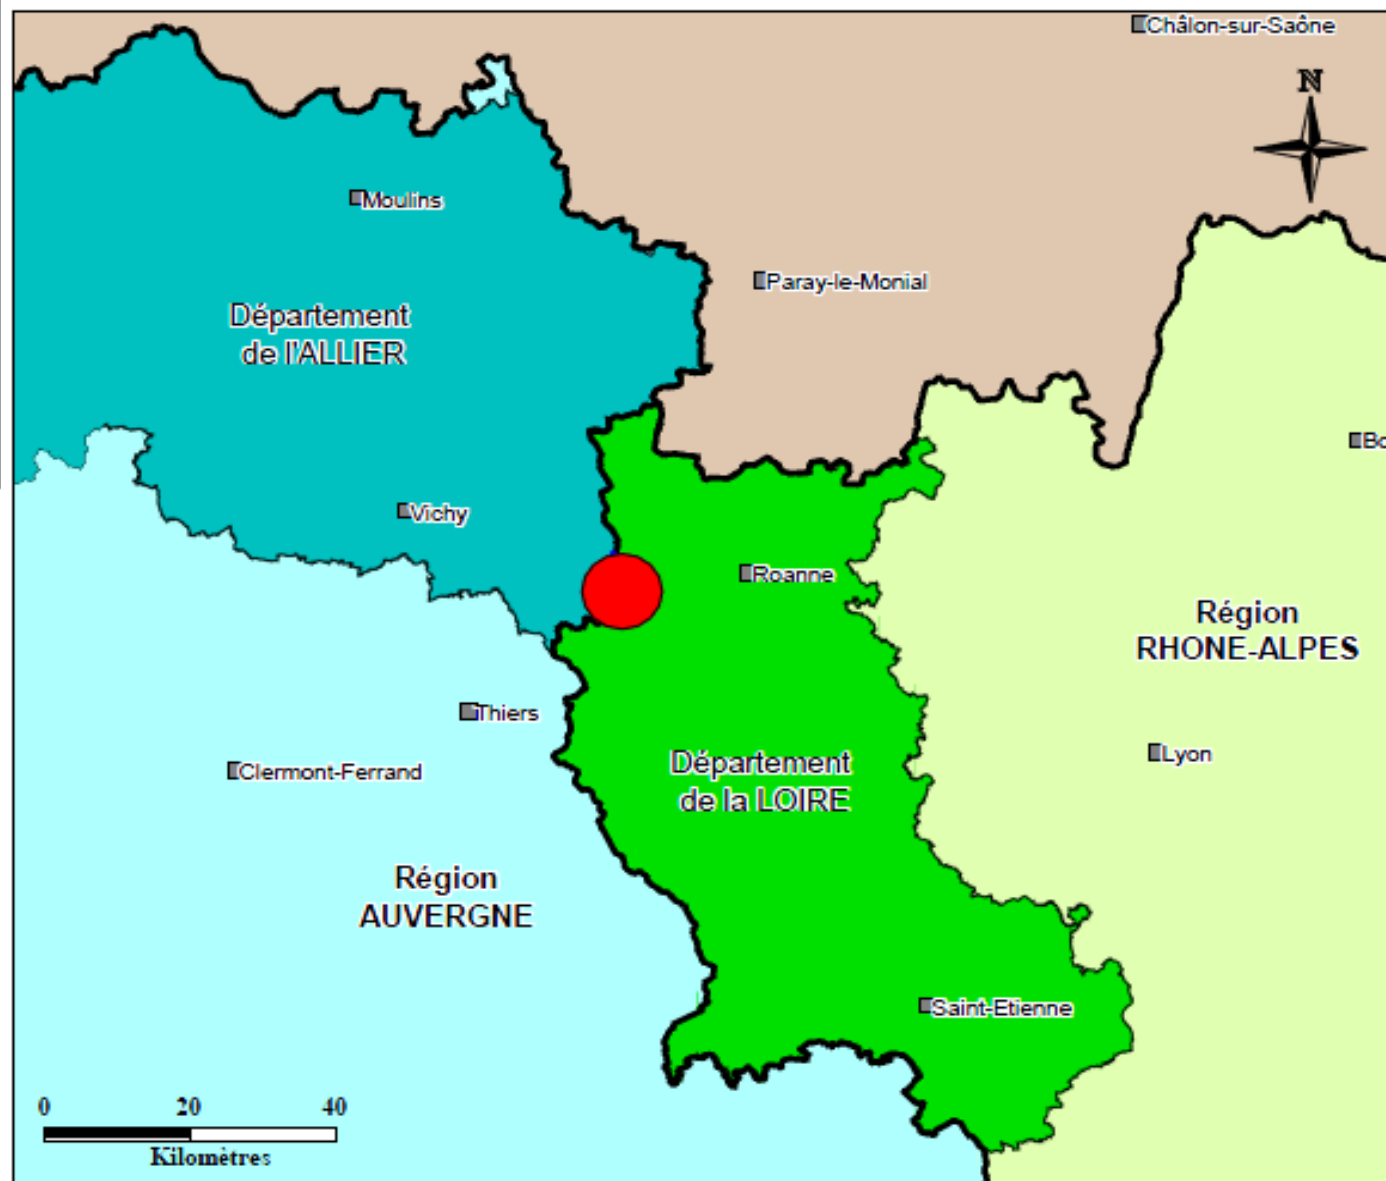 Châlon-sur-Saône
N
Moulins
Paray-le-Monial
Département
de l'ALLIER
Bo
Vichy
Roanne
Région
RHONE-ALPES
Thiers
Lyon
Clermont-Ferrand
Département
de la LOIRE
Région
AUVERGNE
Saint-Etienne
0 20 40
Kilomètres